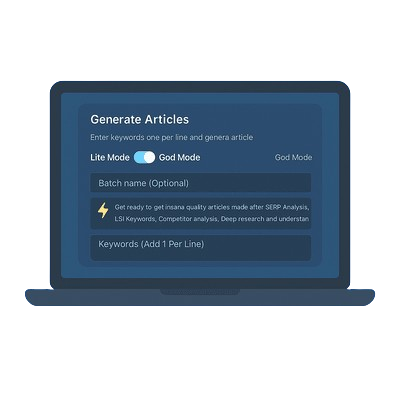 Generate Articles
Enter keywords one per line and genera article
Lite Mode God Mode God Mode
Batch name (Optional)
Get ready to get insana quality articles made after SERP Analysis,
LSI Keywords, Competitor analysis, Deep research and understan
Keywords (Add 1 Per Line)